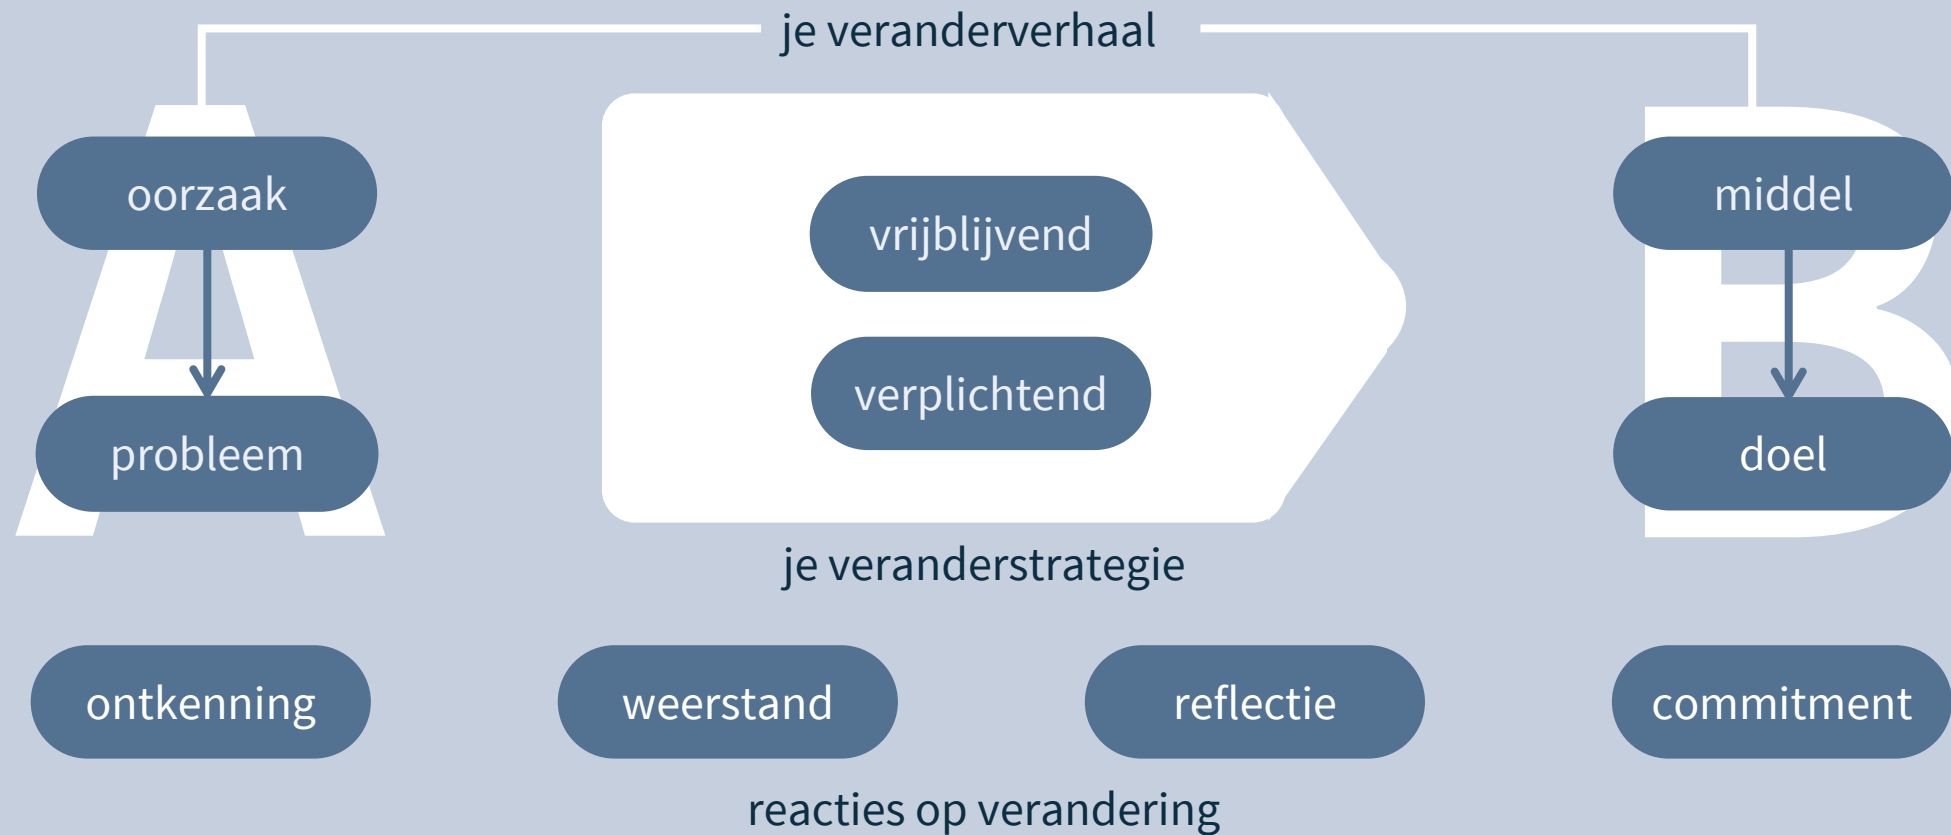 je veranderverhaal
A
B
oorzaak
vrijblijvend
middel
verplichtend
probleem
doel
je veranderstrategie
ontkenning
weerstand
reflectie
commitment
reacties op verandering